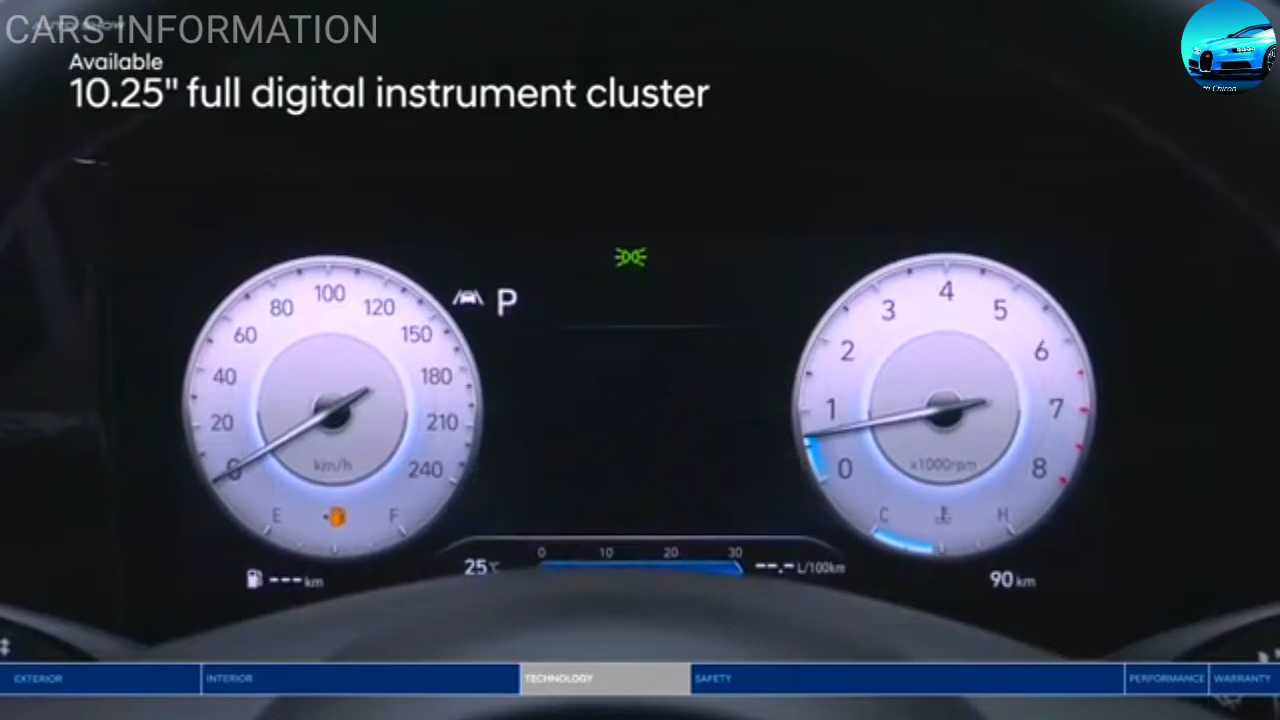 CARS INFORMATION
Available
10.25" full digital instrument cluster
100
80
120
60
150
40
180
20
210
0
240
km/h
E
F
P
4
3
5
2
6
1
7
0
8
x1000rpm
C
H
0 10 20 30
25°C
--.- L/100km
--- km
90 km
EXTERIOR
INTERIOR
TECHNOLOGY
SAFETY
PERFORMANCE
WARRANTY